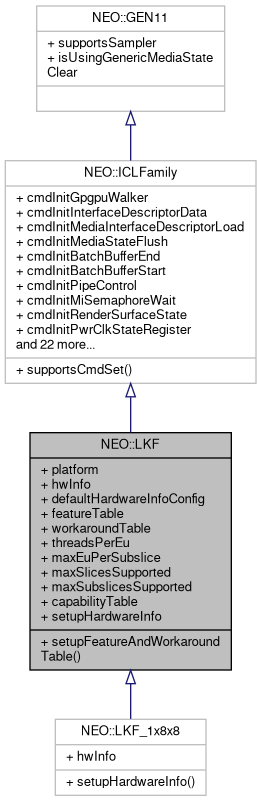 NEO::GEN11
+ supportsSampler
+ isUsingGenericMediaState
Clear
NEO::ICLFamily
+ cmdInitGpgpuWalker
+ cmdInitInterfaceDescriptorData
+ cmdInitMediaInterfaceDescriptorLoad
+ cmdInitMediaStateFlush
+ cmdInitBatchBufferEnd
+ cmdInitBatchBufferStart
+ cmdInitPipeControl
+ cmdInitMiSemaphoreWait
+ cmdInitRenderSurfaceState
+ cmdInitPwrClkStateRegister
and 22 more...
+ supportsCmdSet()
NEO::LKF
+ platform
+ hwInfo
+ defaultHardwareInfoConfig
+ featureTable
+ workaroundTable
+ threadsPerEu
+ maxEuPerSubslice
+ maxSlicesSupported
+ maxSubslicesSupported
+ capabilityTable
+ setupHardwareInfo
+ setupFeatureAndWorkaround
Table()
NEO::LKF_1x8x8
+ hwInfo
+ setupHardwareInfo()